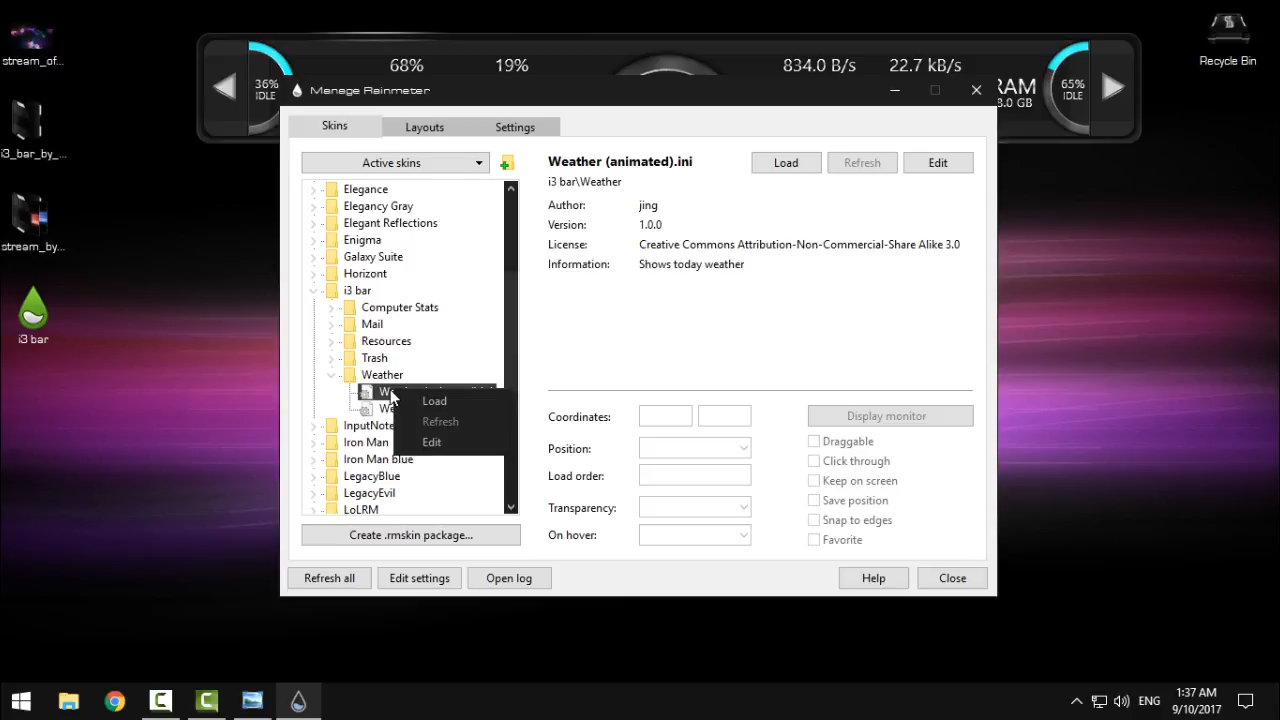 stream_of...
i3_bar_by_...
stream_by...
i3 bar
Recycle Bin
36%
IDLE
68%
19%
834.0 B/s
22.7 kB/s
RAM
8.0 GB
65%
IDLE
Manage Rainmeter
Skins
Layouts
Settings
Active skins
Elegance
Elegancy Gray
Elegant Reflections
Enigma
Galaxy Suite
Horizont
i3 bar
Computer Stats
Mail
Resources
Trash
Weather
InputNote
Iron Man
Iron Man blue
LegacyBlue
LegacyEvil
LoLRM
Load
Refresh
Edit
Create .rmskin package...
Weather (animated).ini
Load
Refresh
Edit
i3 bar\Weather
Author: jing
Version: 1.0.0
License: Creative Commons Attribution-Non-Commercial-Share Alike 3.0
Information: Shows today weather
Coordinates:
Position:
Load order:
Transparency:
On hover:
Display monitor
Draggable
Click through
Keep on screen
Save position
Snap to edges
Favorite
Refresh all
Edit settings
Open log
Help
Close
ENG
1:37 AM
9/10/2017